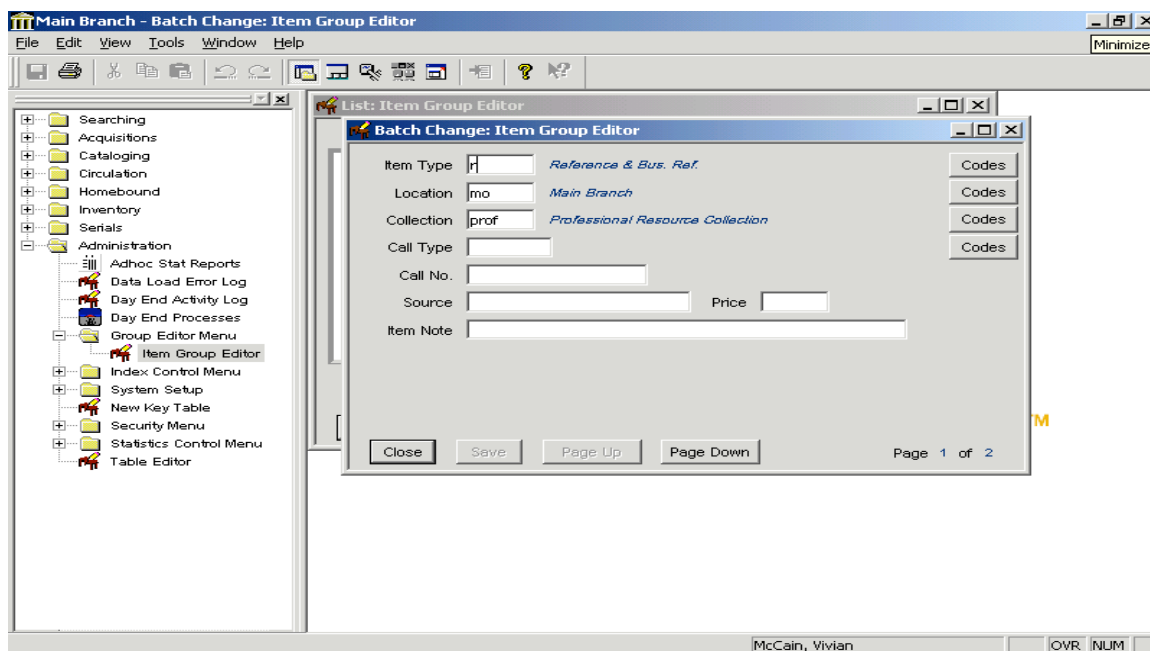 Main Branch - Batch Change: Item Group Editor
File Edit View Tools Window Help
Minimize
List: Item Group Editor
Batch Change: Item Group Editor
Searching
Acquisitions
Cataloging
Circulation
Homebound
Inventory
Serials
Administration
Adhoc Stat Reports
Data Load Error Log
Day End Activity Log
Day End Processes
Group Editor Menu
Item Group Editor
Index Control Menu
System Setup
New Key Table
Security Menu
Statistics Control Menu
Table Editor
Item Type r Reference & Bus. Ref. Codes
Location mo Main Branch Codes
Collection prof Professional Resource Collection Codes
Call Type Codes
Call No.
Source Price
Item Note
Close Save Page Up Page Down Page 1 of 2
TM
McCain, Vivian OVR NUM